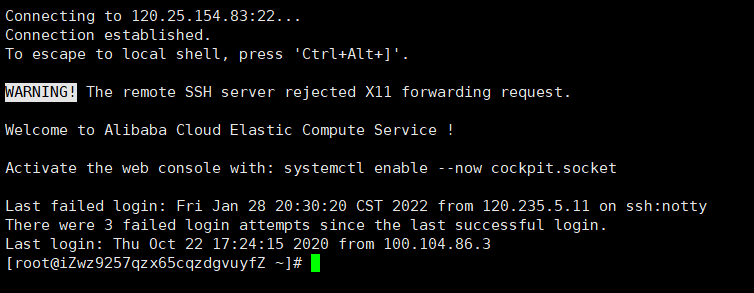 Connecting to 120.25.154.83:22...
Connection established.
To escape to local shell, press 'Ctrl+Alt+]'.
WARNING! The remote SSH server rejected X11 forwarding request.
Welcome to Alibaba Cloud Elastic Compute Service !
Activate the web console with: systemctl enable --now cockpit.socket
Last failed login: Fri Jan 28 20:30:20 CST 2022 from 120.235.5.11 on ssh:notty
There were 3 failed login attempts since the last successful login.
Last login: Thu Oct 22 17:24:15 2020 from 100.104.86.3
[root@iZwz9257qzx65cqzdgvuyfZ ~]#